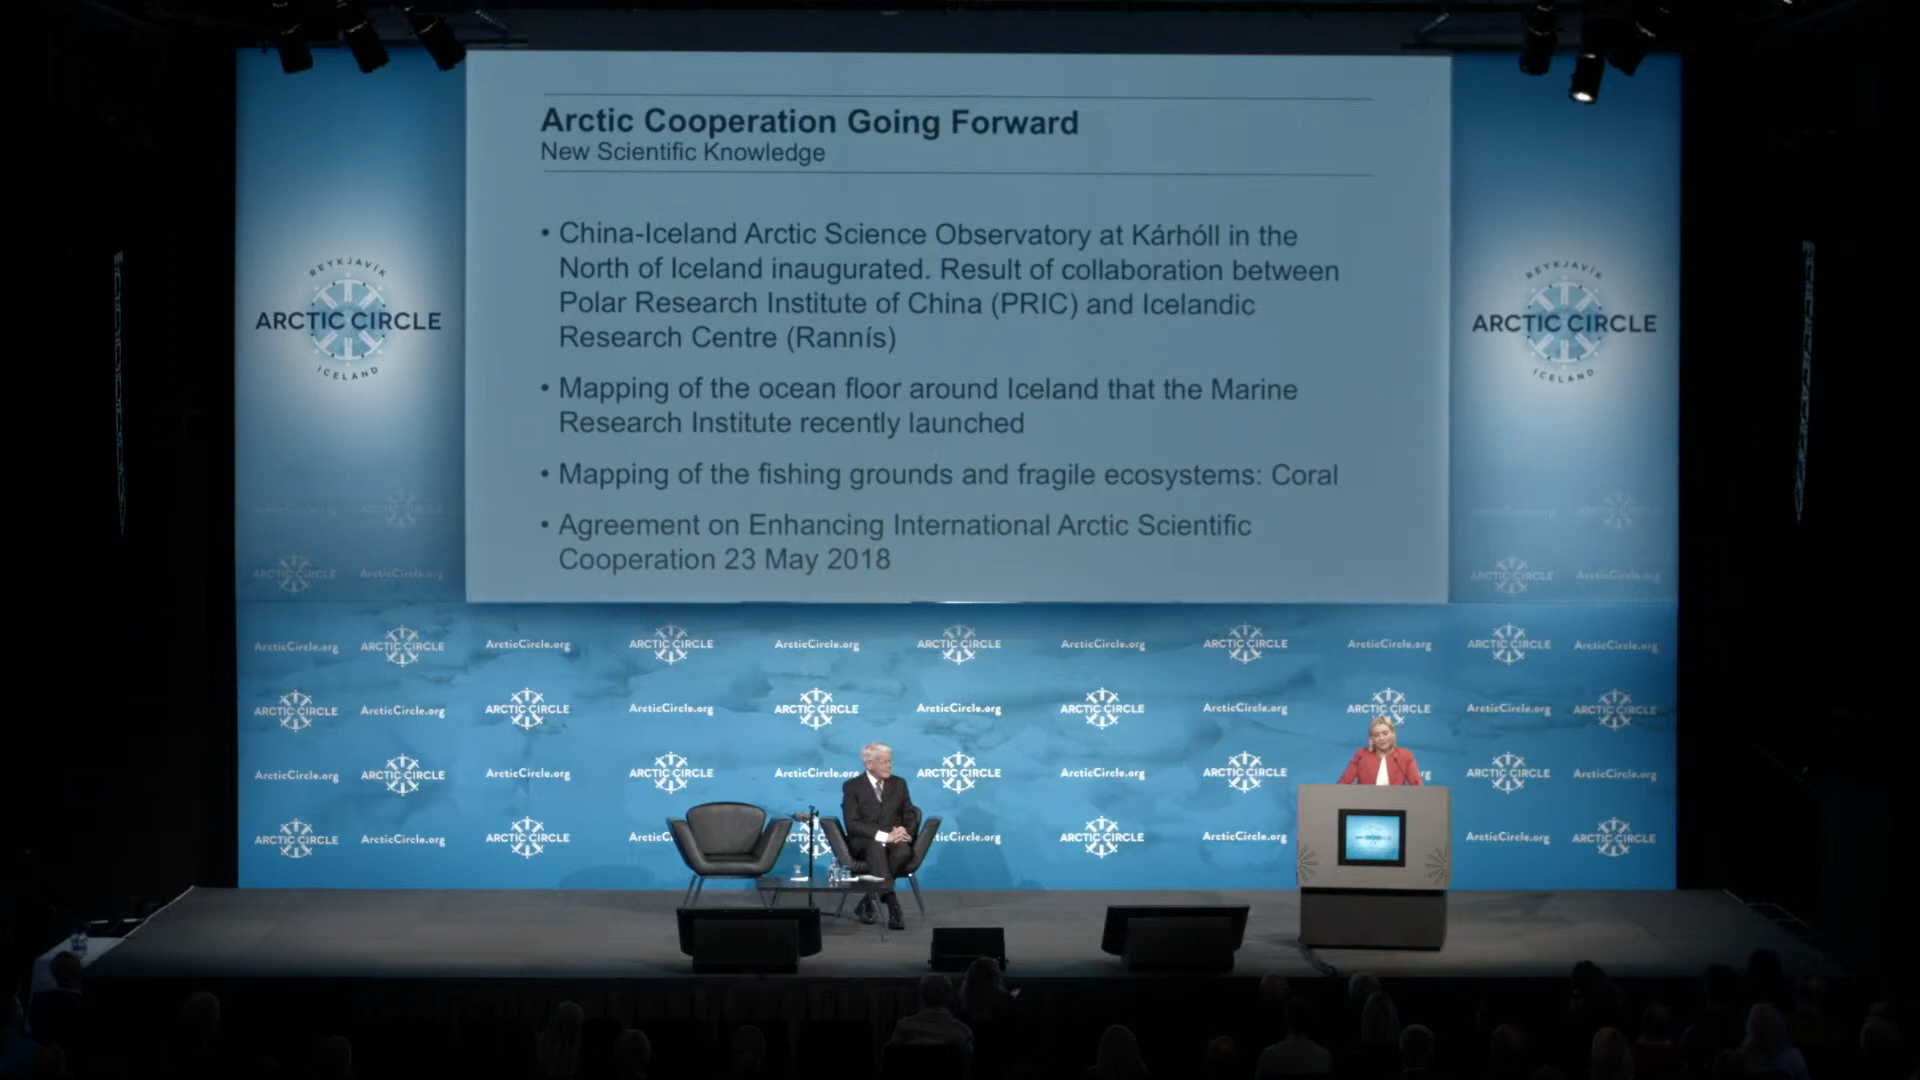 Arctic Cooperation Going Forward
New Scientific Knowledge
• China-Iceland Arctic Science Observatory at Kárhóll in the
North of Iceland inaugurated. Result of collaboration between
Polar Research Institute of China (PRIC) and Icelandic
Research Centre (Rannís)
• Mapping of the ocean floor around Iceland that the Marine
Research Institute recently launched
• Mapping of the fishing grounds and fragile ecosystems: Coral
• Agreement on Enhancing International Arctic Scientific
Cooperation 23 May 2018
REYKJAVÍK
ARCTIC CIRCLE
ICELAND
REYKJAVÍK
ARCTIC CIRCLE
ICELAND
ARCTIC CIRCLE ArcticCircle.org
ARCTIC CIRCLE ArcticCircle.org
ArcticCircle.org ARCTIC CIRCLE ArcticCircle.org ARCTIC CIRCLE ArcticCircle.org ARCTIC CIRCLE ArcticCircle.org ARCTIC CIRCLE ArcticCircle.org ARCTIC CIRCLE ArcticCircle.org
ARCTIC CIRCLE ArcticCircle.org ARCTIC CIRCLE ArcticCircle.org ARCTIC CIRCLE ArcticCircle.org ARCTIC CIRCLE ArcticCircle.org ARCTIC CIRCLE ArcticCircle.org ARCTIC CIRCLE
ArcticCircle.org ARCTIC CIRCLE ArcticCircle.org ARCTIC CIRCLE ArcticCircle.org ARCTIC CIRCLE ArcticCircle.org ARCTIC CIRCLE ARCTIC CIRCLE ArcticCircle.org
ARCTIC CIRCLE ArcticCircle.org ARCTIC CIRCLE ArcticCircle.org ARCTIC CIRCLE ArcticCircle.org ArcticCircle.org ARCTIC CIRCLE